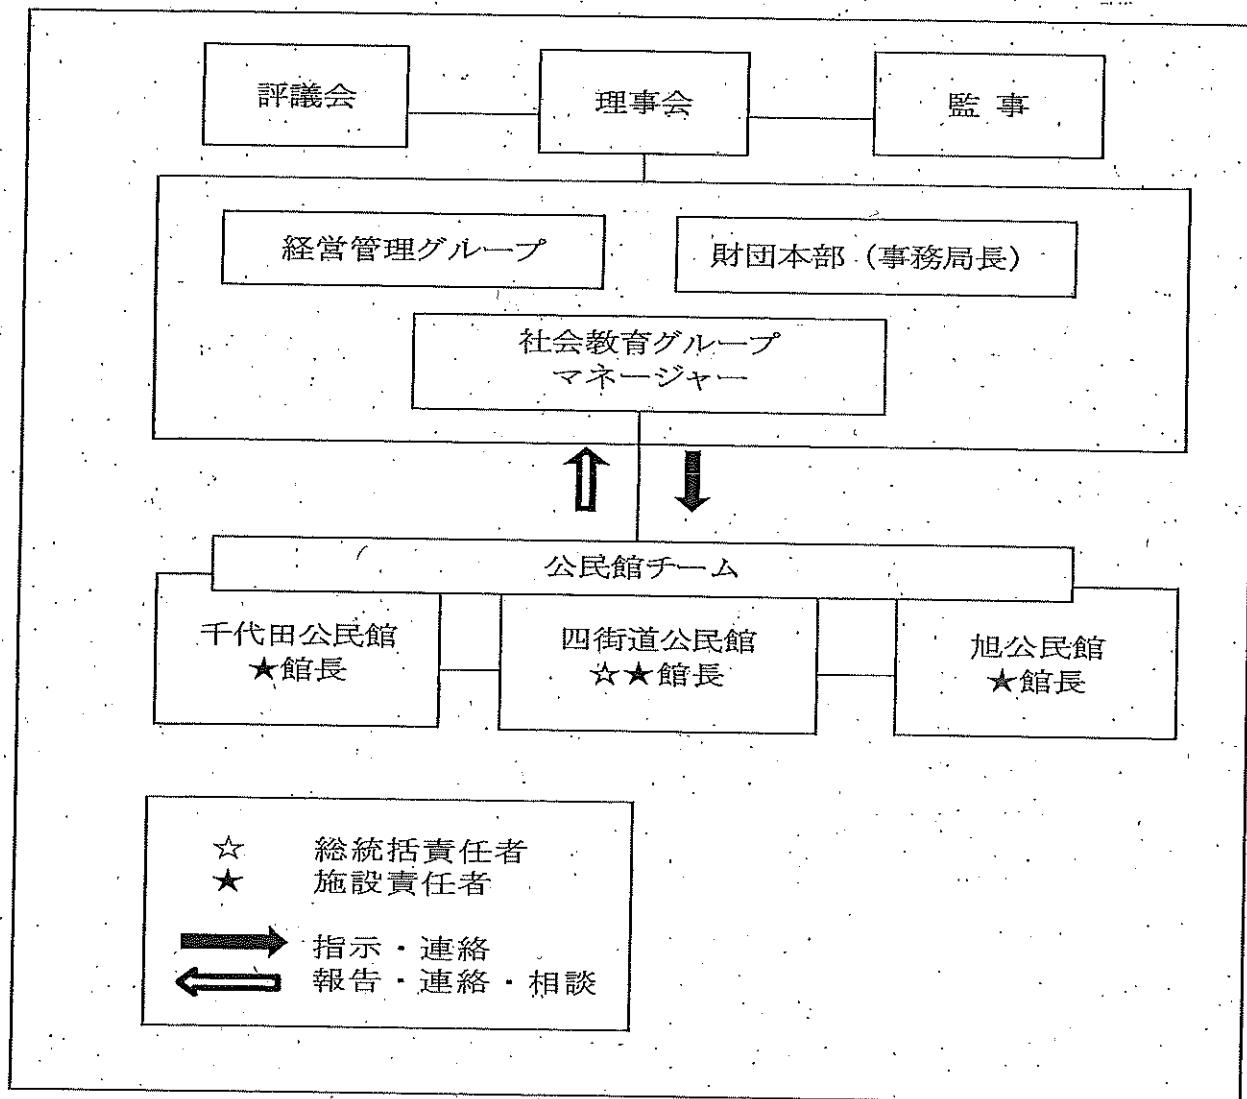 評議会
理事会
監 事
経営管理グループ
財団本部（事務局長）
社会教育グループ
マネージャー
公民館チーム
千代田公民館
★館長
四街道公民館
☆★館長
旭公民館
★館長
☆ 総統括責任者
★ 施設責任者
指示・連絡
報告・連絡・相談